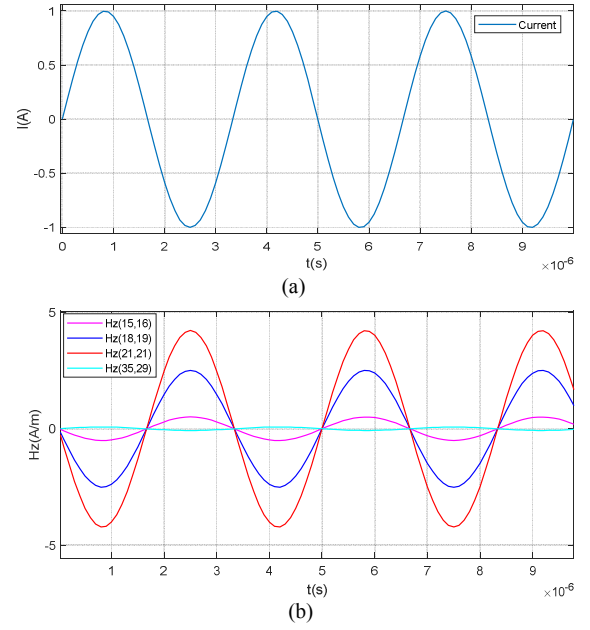 1
0.5
0
-0.5
-1
I(A)
Current
0 1 2 3 4 5 6 7 8 9
t(s)
×10-6
(a)
5
0
-5
Hz(A/m)
Hz(15,16)
Hz(18,19)
Hz(21,21)
Hz(35,29)
1 2 3 4 5 6 7 8 9
t(s)
×10-6
(b)